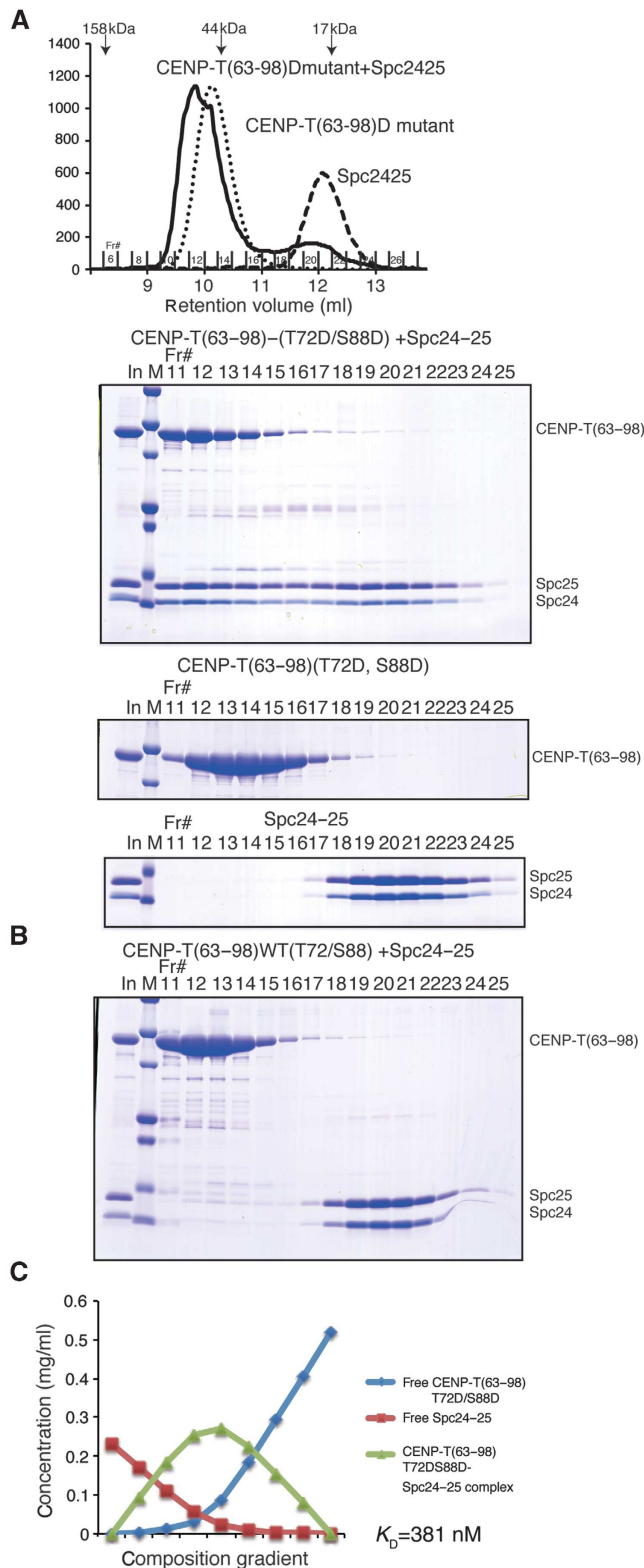 A
158kDa 44kDa 17kDa
1400
CENP-T(63-98)Dmutant+Spc2425
1200
1000
CENP-T(63-98)D mutant
800
Spc2425
600
400
200
Fr#
0
6 8 10 12 14 16 18 20 22 24 26
9 10 11 12 13
Retention volume (ml)
CENP-T(63–98)–(T72D/S88D) +Spc24–25
Fr#
In M 11 12 13 14 15 16 17 18 19 20 21 22 23 24 25
CENP-T(63–98)
Spc25
Spc24
CENP-T(63–98)(T72D, S88D)
Fr#
In M 11 12 13 14 15 16 17 18 19 20 21 22 23 24 25
CENP-T(63–98)
Fr# Spc24–25
In M 11 12 13 14 15 16 17 18 19 20 21 22 23 24 25
Spc25
Spc24
B
CENP-T(63–98)WT(T72/S88) +Spc24–25
Fr#
In M 11 12 13 14 15 16 17 18 19 20 21 22 23 24 25
CENP-T(63–98)
Spc25
Spc24
C
0.6
0.5
0.4
0.3
0.2
0.1
0
Concentration (mg/ml)
Composition gradient
Free CENP-T(63–98)
T72D/S88D
Free Spc24–25
CENP-T(63–98)
T72DS88D-
Spc24–25 complex
KD=381 nM